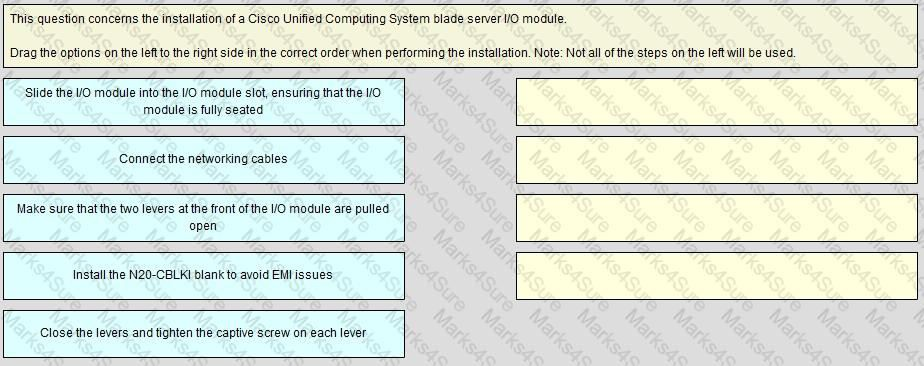 This question concerns the installation of a Cisco Unified Computing System blade server I/O module.
Drag the options on the left to the right side in the correct order when performing the installation. Note: Not all of the steps on the left will be used.
Slide the I/O module into the I/O module slot, ensuring that the I/O
module is fully seated
Connect the networking cables
Make sure that the two levers at the front of the I/O module are pulled
open
Install the N20-CBLKI blank to avoid EMI issues
Close the levers and tighten the captive screw on each lever
Marks4Sure